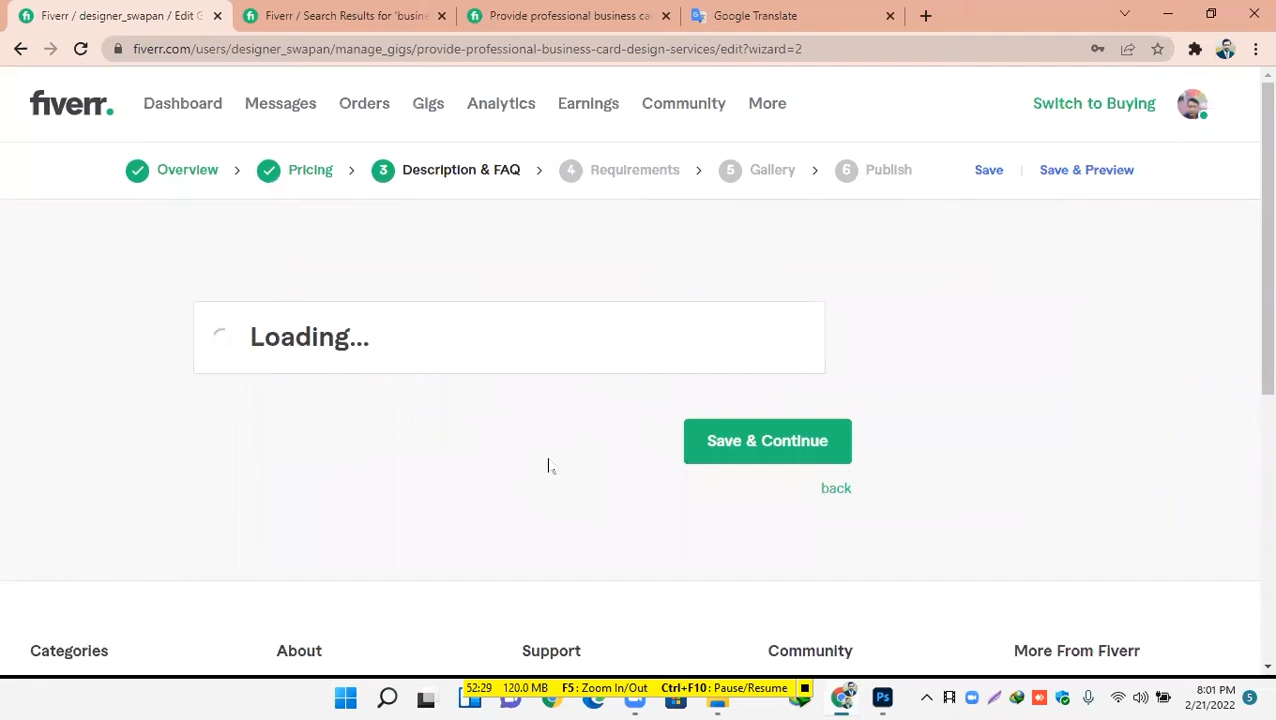 Fiverr / designer_swapan / Edit G
Fiverr / Search Results for 'busine
Provide professional business ca
Google Translate
fiverr.com/users/designer_swapan/manage_gigs/provide-professional-business-card-design-services/edit?wizard=2
fiverr.
Dashboard
Messages
Orders
Gigs
Analytics
Earnings
Community
More
Switch to Buying
Overview
Pricing
3 Description & FAQ
4 Requirements
5 Gallery
6 Publish
Save
Save & Preview
Loading...
Save & Continue
back
Categories
About
Support
Community
More From Fiverr
52:29 120.0 MB F5: Zoom In/Out Ctrl+F10: Pause/Resume
Ps
8:01 PM
2/21/2022
5